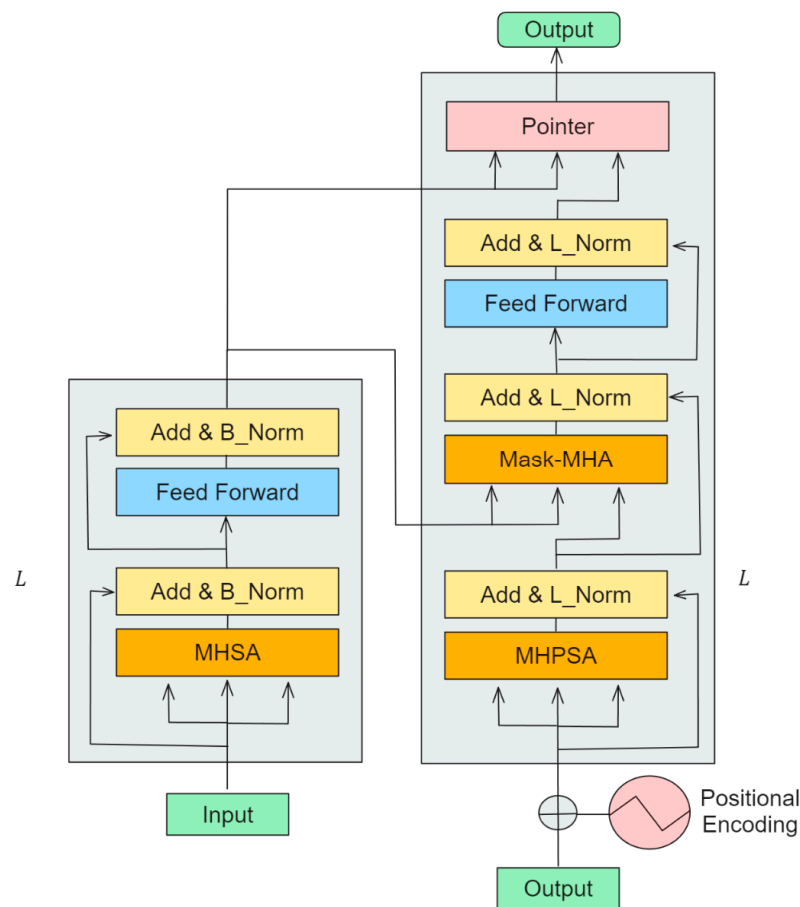 Output
Pointer
Add & L_Norm
Feed Forward
Add & L_Norm
Mask-MHA
Add & L_Norm
MHPSA
L
Positional
Encoding
Output
Add & B_Norm
Feed Forward
Add & B_Norm
MHSA
L
Input